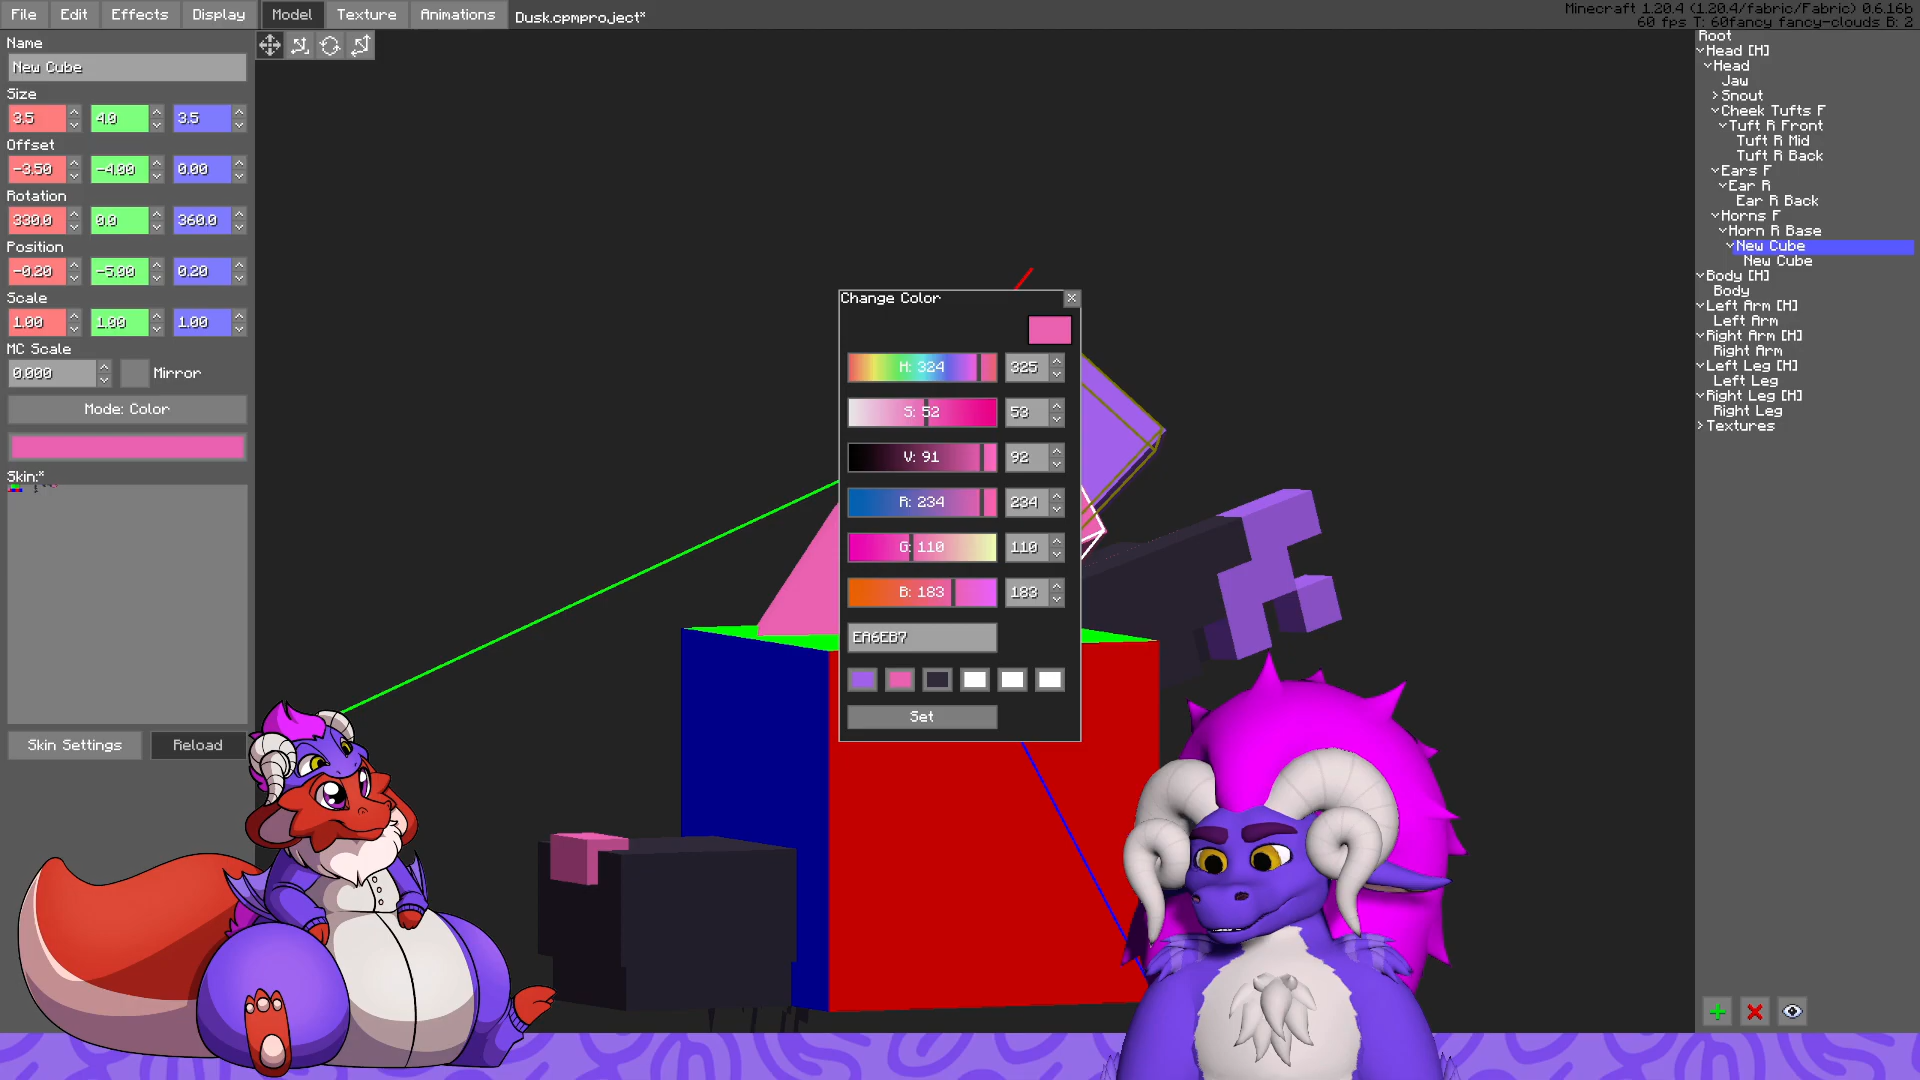 File Edit Effects Display Model Texture Animations Dusk.cpmproject*
Minecraft 1.20.4 (1.20.4/fabric/Fabric) 0.6.16b
60 fps T: 60fancy fancy-clouds B: 2
Name
New Cube
Size
3.5 4.0 3.5
Offset
-3.50 -4.00 0.00
Rotation
330.0 0.0 360.0
Position
-0.20 -5.00 0.20
Scale
1.00 1.00 1.00
MC Scale
0.000 Mirror
Mode: Color
Skin:*
Skin Settings Reload
Change Color
H: 324 325
S: 52 53
V: 91 92
R: 234 234
G: 110 110
B: 183 183
EA6EB7
Set
Root
Head [H]
Head
Jaw
Snout
Cheek Tufts F
Tuft R Front
Tuft R Mid
Tuft R Back
Ears F
Ear R
Ear R Back
Horns F
Horn R Base
New Cube
New Cube
Body [H]
Body
Left Arm [H]
Left Arm
Right Arm [H]
Right Arm
Left Leg [H]
Left Leg
Right Leg [H]
Right Leg
Textures